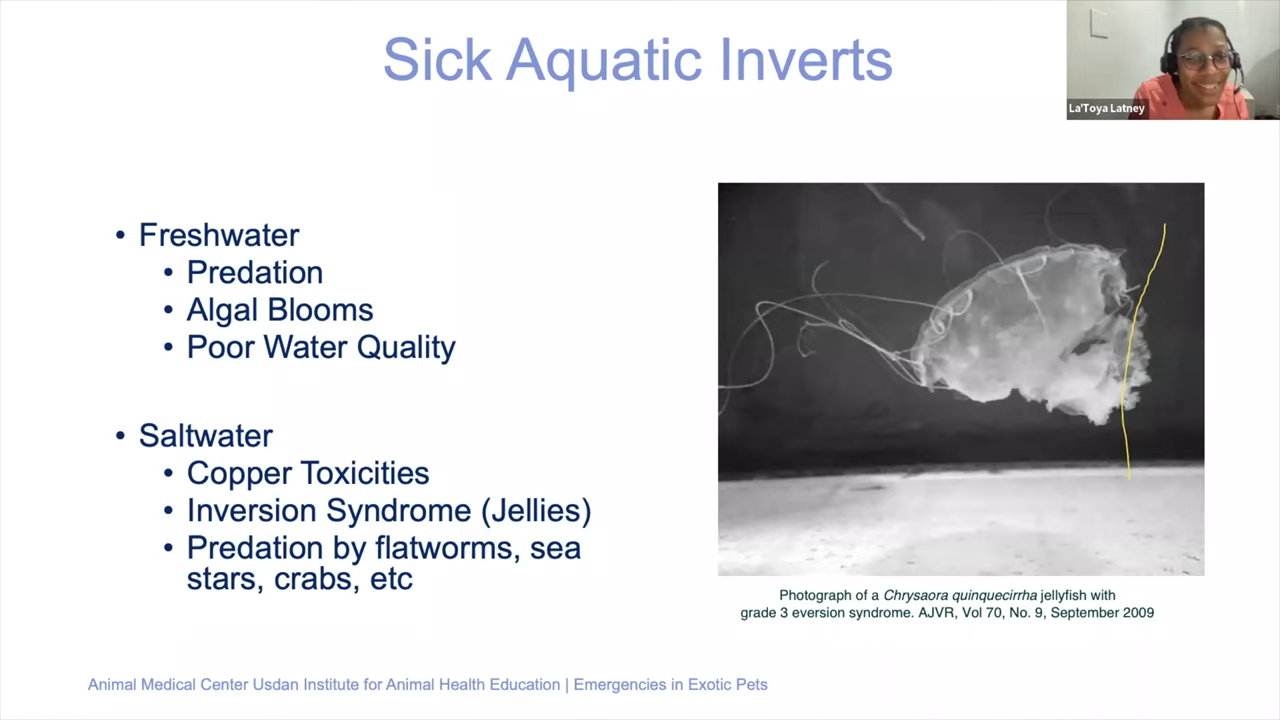 Sick Aquatic Inverts
La'Toya Latney
• Freshwater
• Predation
• Algal Blooms
• Poor Water Quality
• Saltwater
• Copper Toxicities
• Inversion Syndrome (Jellies)
• Predation by flatworms, sea
stars, crabs, etc
Photograph of a Chrysaora quinquecirrha jellyfish with
grade 3 eversion syndrome. AJVR, Vol 70, No. 9, September 2009
Animal Medical Center Usdan Institute for Animal Health Education | Emergencies in Exotic Pets